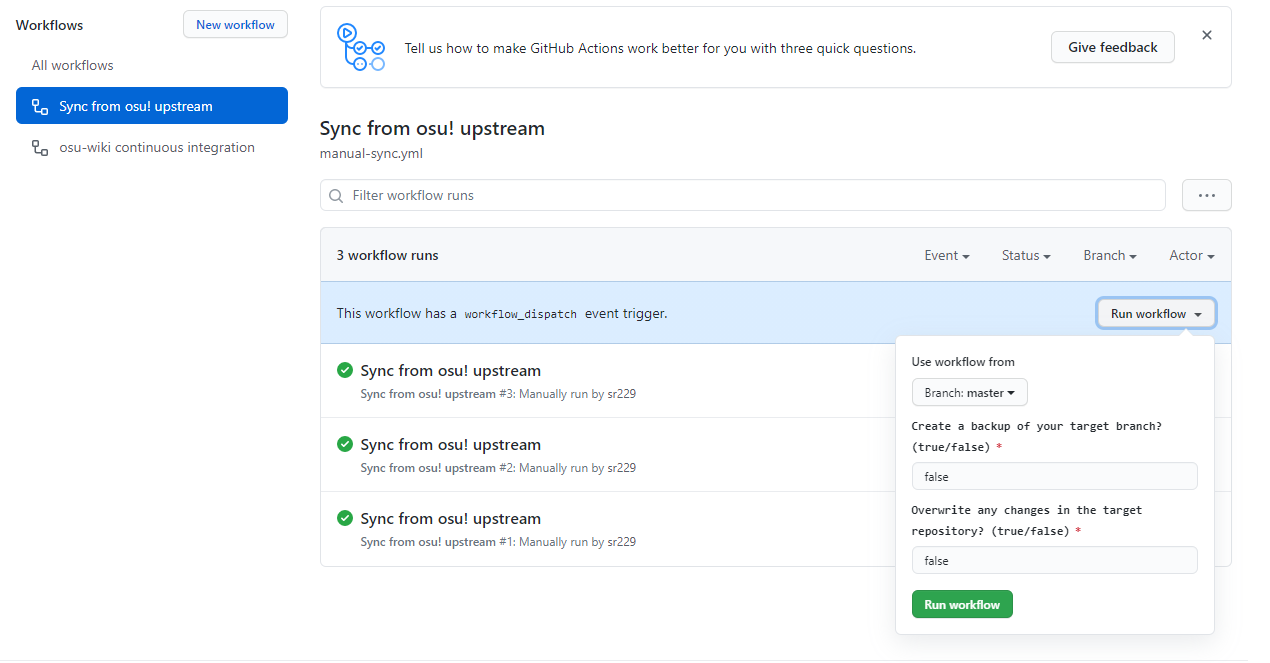 Workflows
New workflow
All workflows
Sync from osu! upstream
osu-wiki continuous integration
Tell us how to make GitHub Actions work better for you with three quick questions.
Give feedback
Sync from osu! upstream
manual-sync.yml
Filter workflow runs
3 workflow runs
Event
Status
Branch
Actor
This workflow has a workflow_dispatch event trigger.
Run workflow
Sync from osu! upstream
Sync from osu! upstream #3: Manually run by sr229
Sync from osu! upstream
Sync from osu! upstream #2: Manually run by sr229
Sync from osu! upstream
Sync from osu! upstream #1: Manually run by sr229
Use workflow from
Branch: master
Create a backup of your target branch?
(true/false) *
false
Overwrite any changes in the target
repository? (true/false) *
false
Run workflow